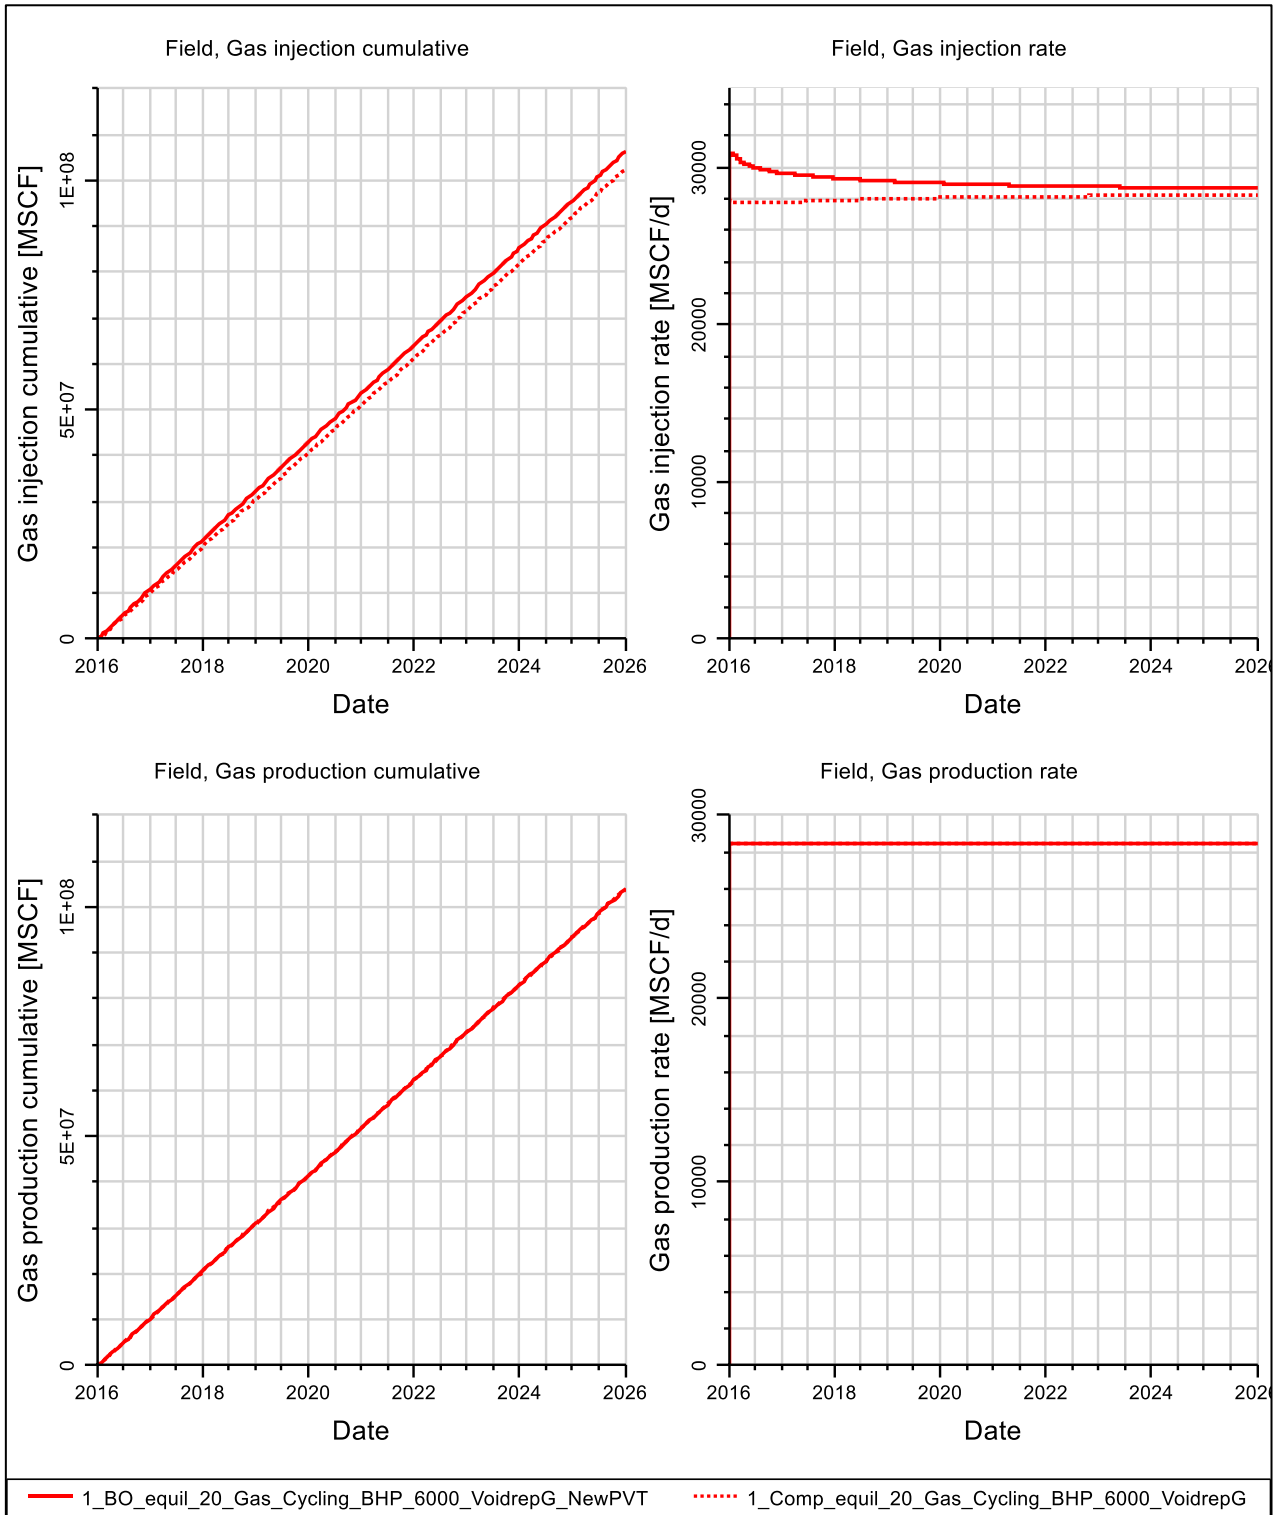 Field, Gas injection cumulative
Gas injection cumulative [MSCF]
1E+08
5E+07
0
2016 2018 2020 2022 2024 2026
Date
Field, Gas injection rate
Gas injection rate [MSCF/d]
30000
20000
10000
0
2016 2018 2020 2022 2024 202
Date
Field, Gas production cumulative
Gas production cumulative [MSCF]
1E+08
5E+07
0
2016 2018 2020 2022 2024 2026
Date
Field, Gas production rate
Gas production rate [MSCF/d]
30000
20000
10000
0
2016 2018 2020 2022 2024 202
Date
1_BO_equil_20_Gas_Cycling_BHP_6000_VoidrepG_NewPVT
1_Comp_equil_20_Gas_Cycling_BHP_6000_VoidrepG